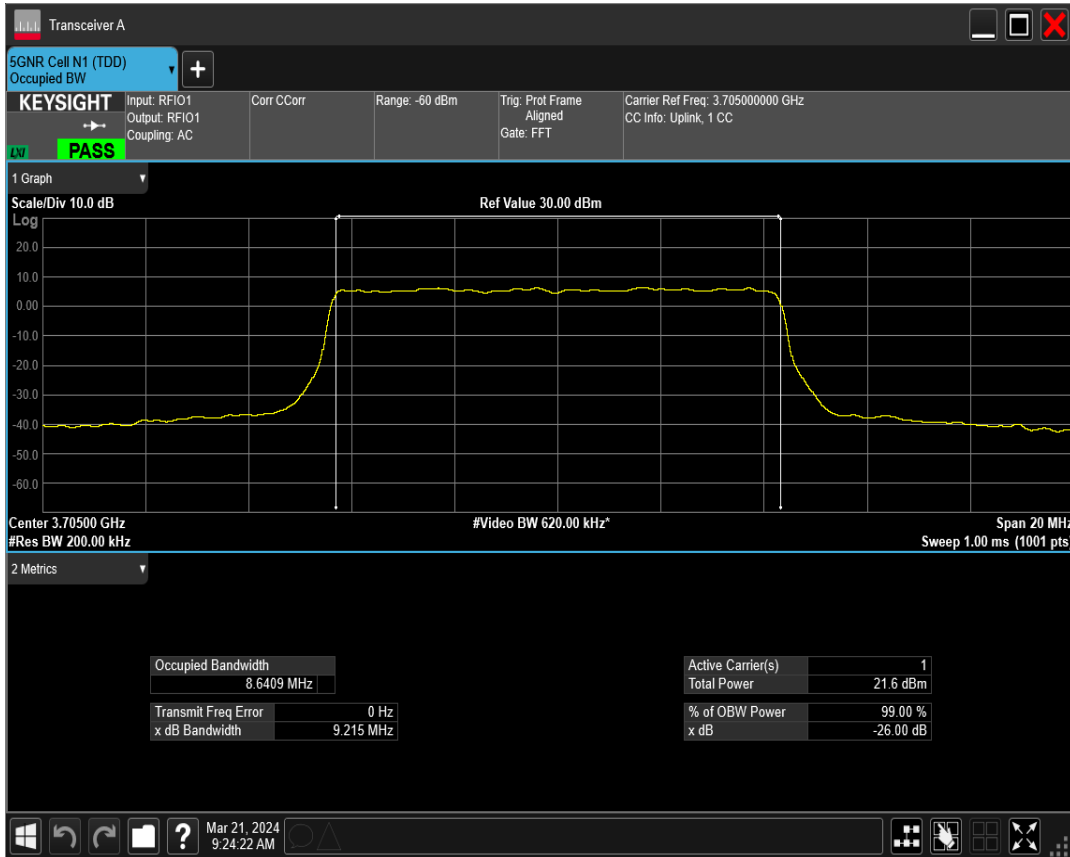 Transceiver A
5GNR Cell N1 (TDD)
Occupied BW
KEYSIGHT
LXI
PASS
Input: RFIO1
Output: RFIO1
Coupling: AC
Corr CCorr
Range: -60 dBm
Trig: Prot Frame
Aligned
Gate: FFT
Carrier Ref Freq: 3.705000000 GHz
CC Info: Uplink, 1 CC
1 Graph
Scale/Div 10.0 dB
Ref Value 30.00 dBm
Log
20.0
10.0
0.00
-10.0
-20.0
-30.0
-40.0
-50.0
-60.0
Center 3.70500 GHz
#Video BW 620.00 kHz*
Span 20 MHz
#Res BW 200.00 kHz
Sweep 1.00 ms (1001 pts)
2 Metrics
Occupied Bandwidth
8.6409 MHz
Transmit Freq Error 0 Hz
x dB Bandwidth 9.215 MHz
Active Carrier(s) 1
Total Power 21.6 dBm
% of OBW Power 99.00 %
x dB -26.00 dB
?
Mar 21, 2024
9:24:22 AM